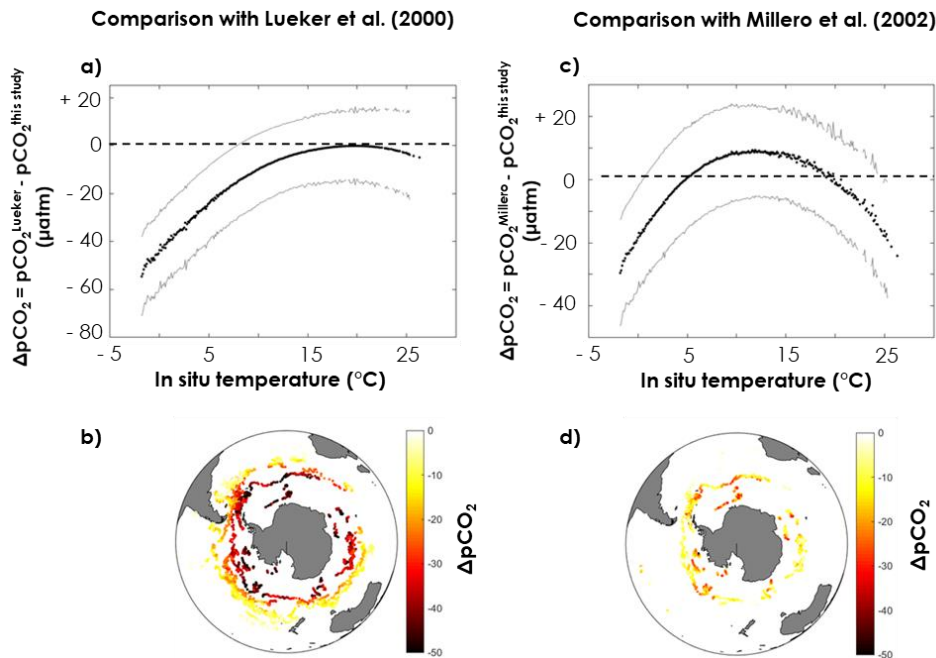 Comparison with Lueker et al. (2000)
a)
ΔpCO₂ = pCO₂ᴸᵘᵉᵏᵉʳ - pCO₂ᵗʰⁱˢ ˢᵗᵘᵈʸ
(μatm)
+ 20
0
- 20
- 40
- 60
- 80
- 5
5
15
25
In situ temperature (°C)
Comparison with Millero et al. (2002)
c)
ΔpCO₂ = pCO₂ᴹⁱˡˡᵉʳᵒ - pCO₂ᵗʰⁱˢ ˢᵗᵘᵈʸ
(μatm)
+ 20
0
- 20
- 40
- 5
5
15
25
In situ temperature (°C)
b)
0
-10
-20
-30
-40
-50
ΔpCO₂
d)
0
-10
-20
-30
-40
-50
ΔpCO₂